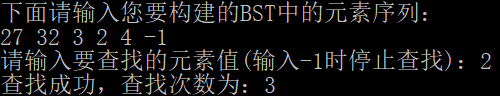 下面请输入您要构建的BST中的元素序列：
27 32 3 2 4 -1
请输入要查找的元素值(输入-1时停止查找)：2
查找成功，查找次数为：3